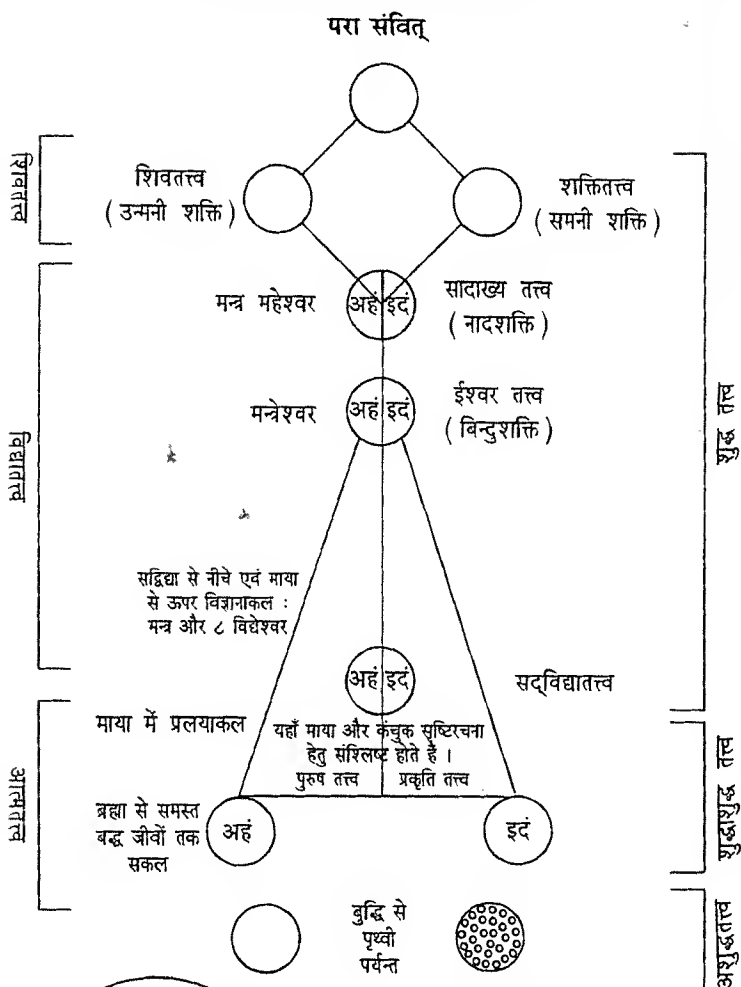 परा संवित्
शिवतत्त्व
शिवतत्त्व
( उन्मनी शक्ति )
शक्तितत्त्व
( समनी शक्ति )
मन्त्र महेश्वर
अहं इदं
सादाख्य तत्त्व
( नादशक्ति )
मन्त्रेश्वर
अहं इदं
ईश्वर तत्त्व
( बिन्दुशक्ति )
विद्यातत्त्व
शुद्ध तत्त्व
सद्विद्या से नीचे एवं माया
से ऊपर विज्ञानाकल :
मन्त्र और ८ विद्येश्वर
अहं इदं
सद्‌विद्यातत्त्व
माया में प्रलयाकल
यहाँ माया और कंचुक सृष्टिरचना
हेतु संश्लिष्ट होते हैं ।
पुरुष तत्त्व
प्रकृति तत्त्व
आत्मतत्त्व
शुद्धाशुद्ध तत्त्व
ब्रह्मा से समस्त
बद्ध जीवों तक
सकल
अहं
इदं
बुद्धि से
पृथ्वी
पर्यन्त
अशुद्धतत्त्व